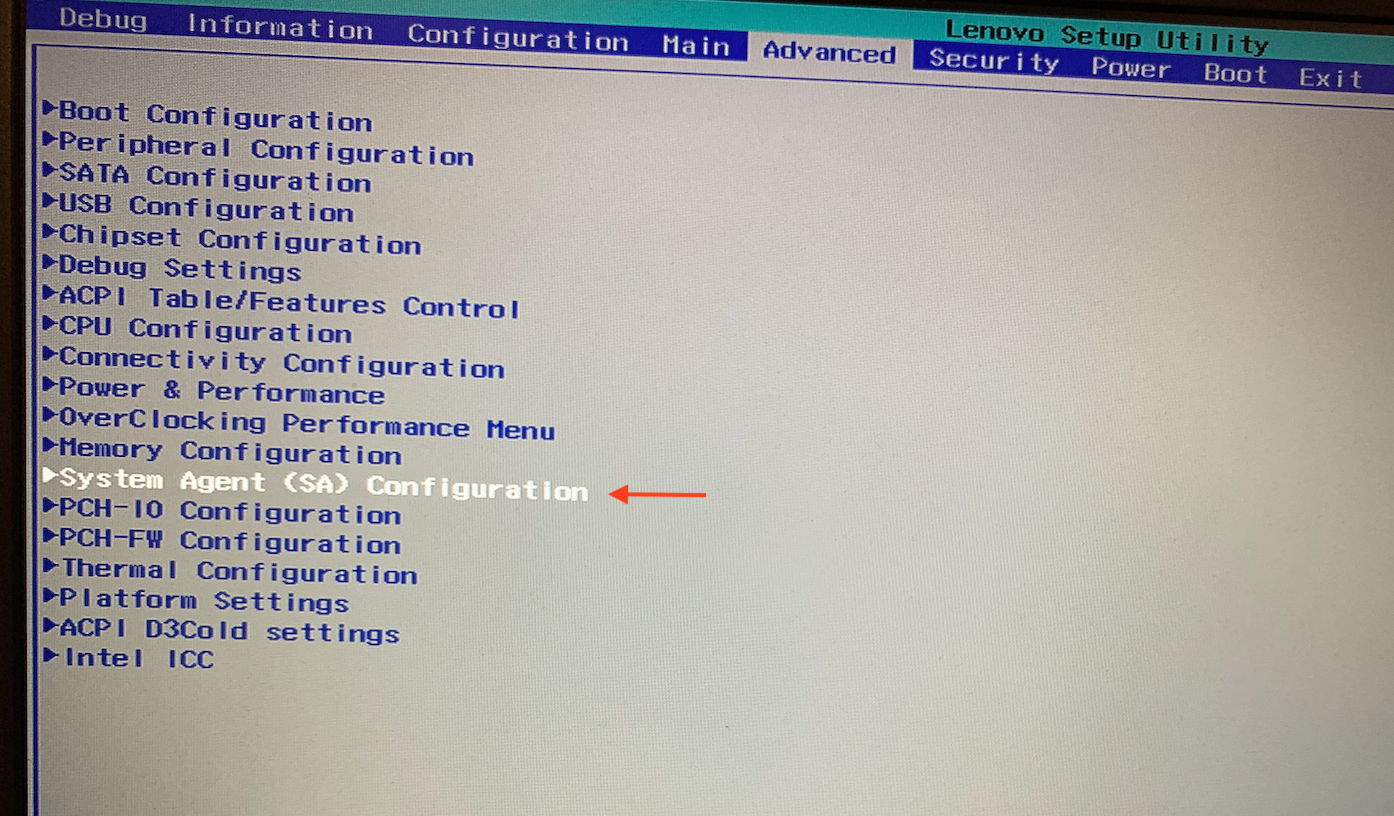 Lenovo Setup Utility
Debug Information Configuration Main Advanced Security Power Boot Exit
Boot Configuration
Peripheral Configuration
SATA Configuration
USB Configuration
Chipset Configuration
Debug Settings
ACPI Table/Features Control
CPU Configuration
Connectivity Configuration
Power & Performance
OverClocking Performance Menu
Memory Configuration
System Agent (SA) Configuration
PCH-IO Configuration
PCH-FW Configuration
Thermal Configuration
Platform Settings
ACPI D3Cold settings
Intel ICC